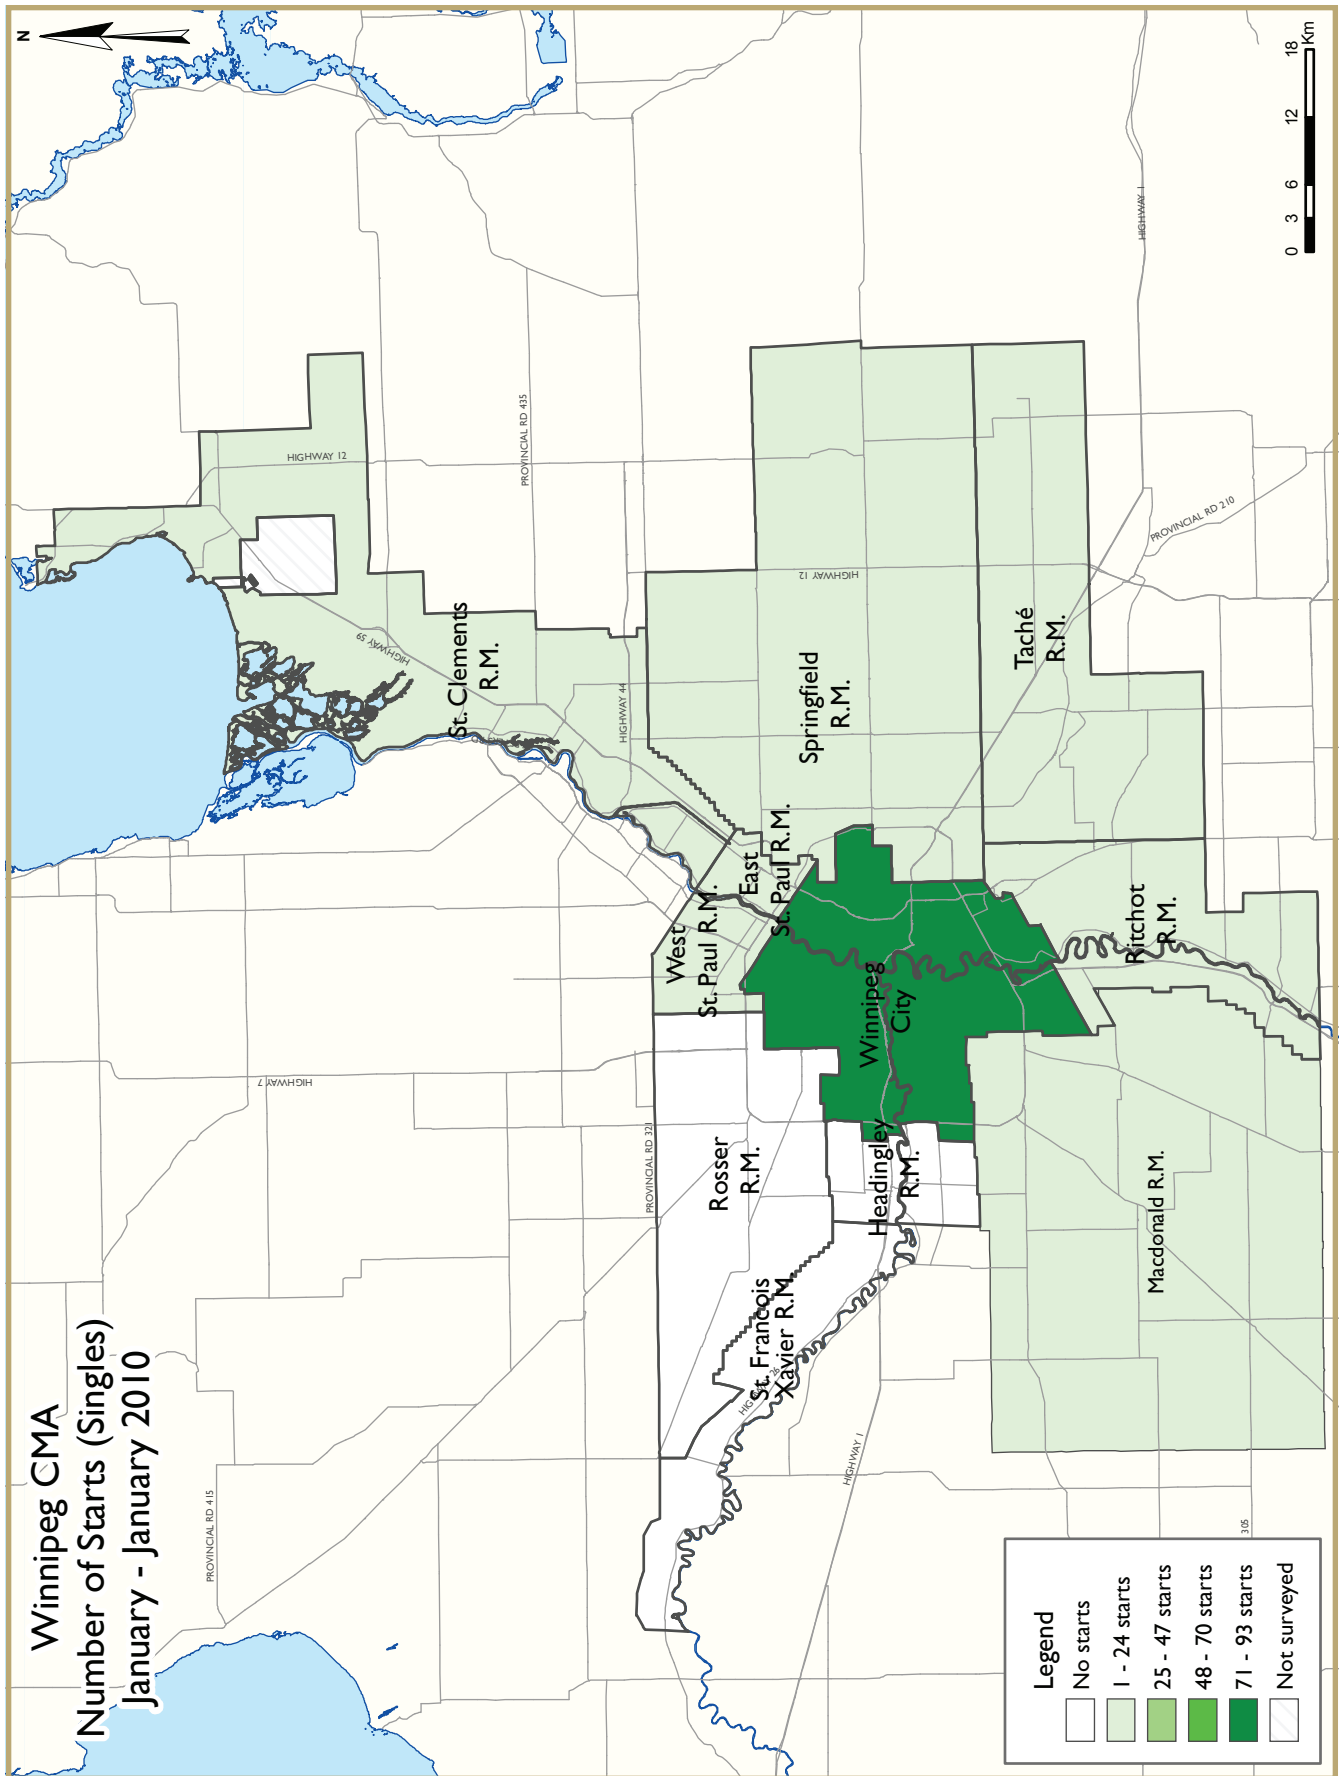 Winnipeg CMA
Number of Starts (Singles)
January - January 2010
N
PROVINCIAL RD 415
HIGHWAY 7
HIGHWAY 12
PROVINCIAL RD 435
HIGHWAY 59
St. Clements
R.M.
HIGHWAY 44
PROVINCIAL RD 321
West
St. Paul R.M.
East
St. Paul R.M.
Rosser
R.M.
St. Francois
Xavier R.M.
Springfield
R.M.
HIGHWAY 12
Winnipeg
City
Headingley
R.M.
HIGHWAY 1
Taché
R.M.
HIGHWAY 1
PROVINCIAL RD 210
Ritchot
R.M.
Macdonald R.M.
305
Legend
No starts
1 - 24 starts
25 - 47 starts
48 - 70 starts
71 - 93 starts
Not surveyed
0 3 6 12 18
Km